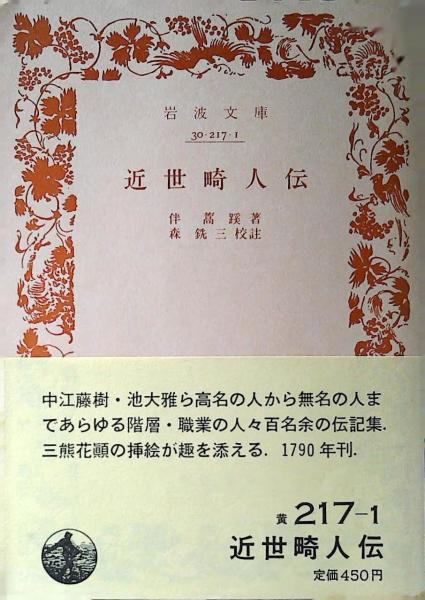 岩波文庫
30-217-1
近世畸人伝
伴蒿蹊著
森銑三校註
中江藤樹・池大雅ら高名の人から無名の人ま
であらゆる階層・職業の人々百名余の伝記集.
三熊花顚の挿絵が趣を添える. 1790年刊.
黄217-1
近世畸人伝
定価450円